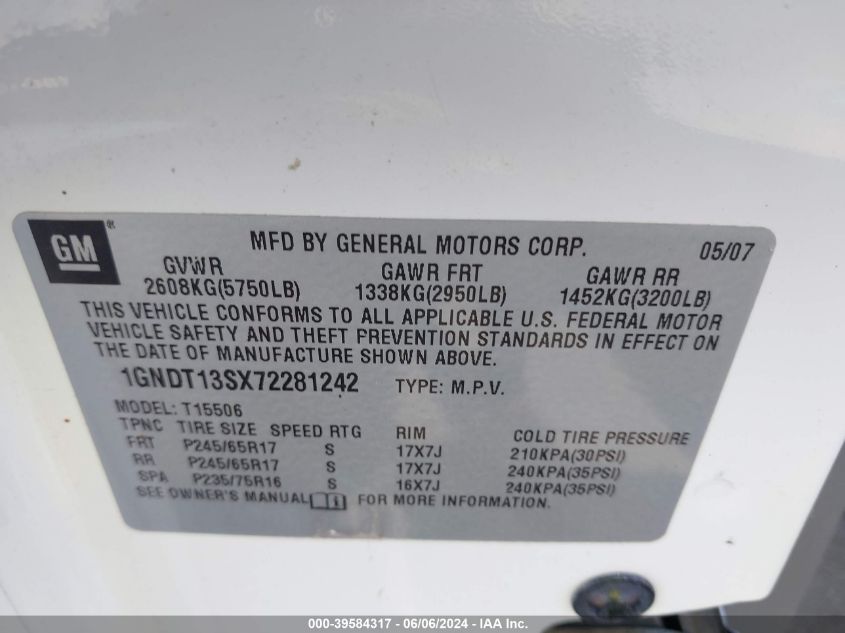 GM®
MFD BY GENERAL MOTORS CORP. 05/07
GVWR GAWR FRT GAWR RR
2608KG(5750LB) 1338KG(2950LB) 1452KG(3200LB)
THIS VEHICLE CONFORMS TO ALL APPLICABLE U.S. FEDERAL MOTOR
VEHICLE SAFETY AND THEFT PREVENTION STANDARDS IN EFFECT ON
THE DATE OF MANUFACTURE SHOWN ABOVE.
1GNDT13SX72281242 TYPE: M.P.V.
MODEL: T15506
TPNC TIRE SIZE SPEED RTG RIM COLD TIRE PRESSURE
FRT P245/65R17 S 17X7J 210KPA(30PSI)
RR P245/65R17 S 17X7J 240KPA(35PSI)
SPA P235/75R16 S 16X7J 240KPA(35PSI)
SEE OWNER'S MANUAL FOR MORE INFORMATION.
000-39584317 - 06/06/2024 - IAA Inc.